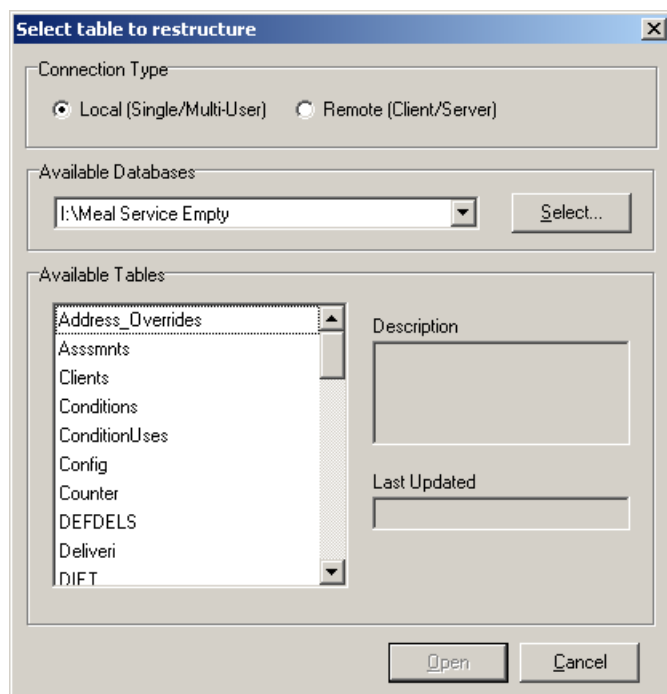 Select table to restructure
Connection Type
Local (Single/Multi-User) Remote (Client/Server)
Available Databases
I:\Meal Service Empty Select...
Available Tables
Address_Overrides
Description
Asssmnts
Clients
Conditions
ConditionUses
Config
Last Updated
Counter
DEFDELS
Deliveri
DIET
Open Cancel